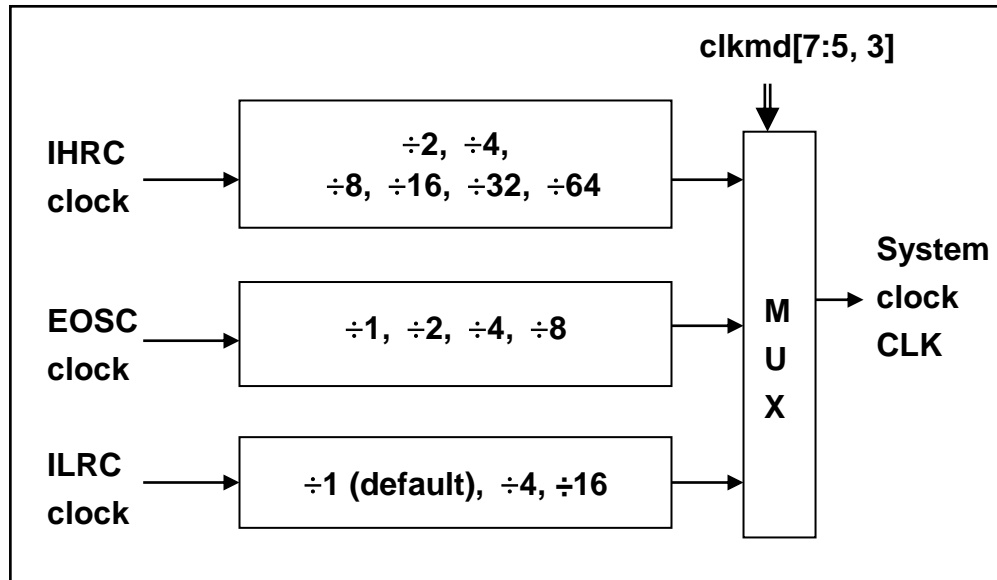 clkmd[7:5, 3]
IHRC
clock
÷2, ÷4,
÷8, ÷16, ÷32, ÷64
EOSC
clock
÷1, ÷2, ÷4, ÷8
ILRC
clock
÷1 (default), ÷4, ÷16
M
U
X
System
clock
CLK